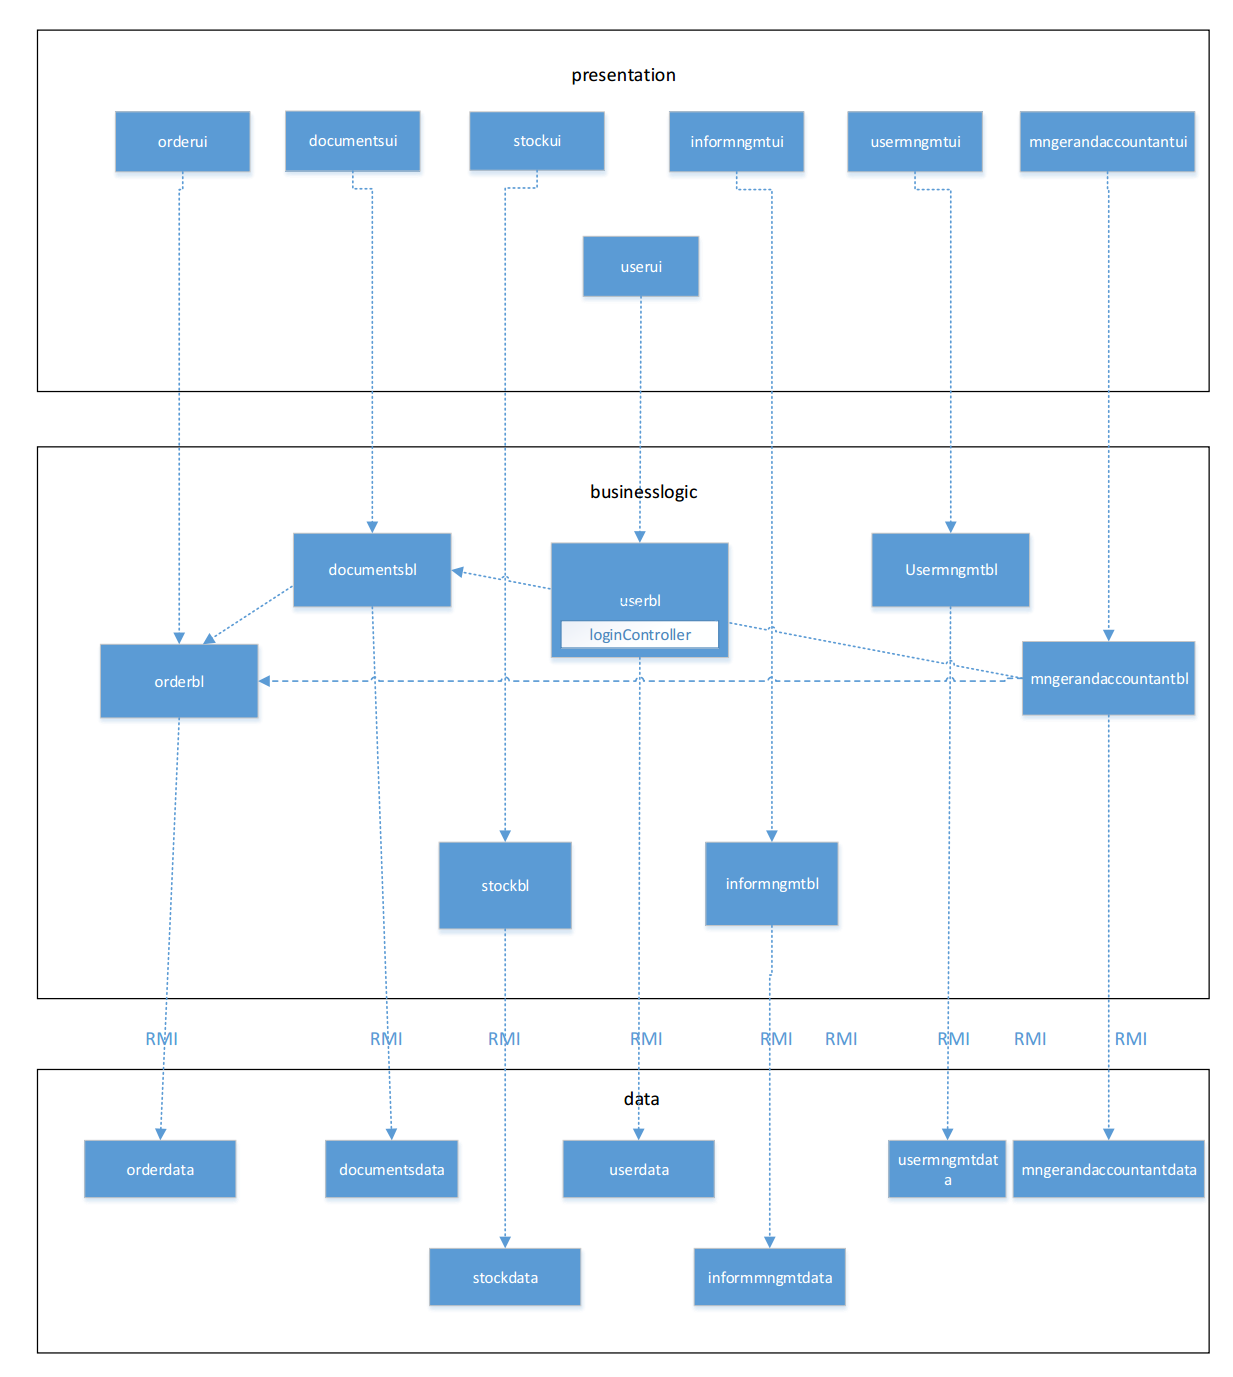 presentation
orderui
documentsui
stockui
informngmtui
usermngmtui
mngerandaccountantui
userui
businesslogic
documentsbl
userbl
loginController
Usermngmtbl
orderbl
mngerandaccountantbl
stockbl
informngmtbl
RMI
RMI
RMI
RMI
RMI
RMI
RMI
RMI
RMI
data
orderdata
documentsdata
userdata
usermngmtdat
a
mngerandaccountantdata
stockdata
informmngmtdata